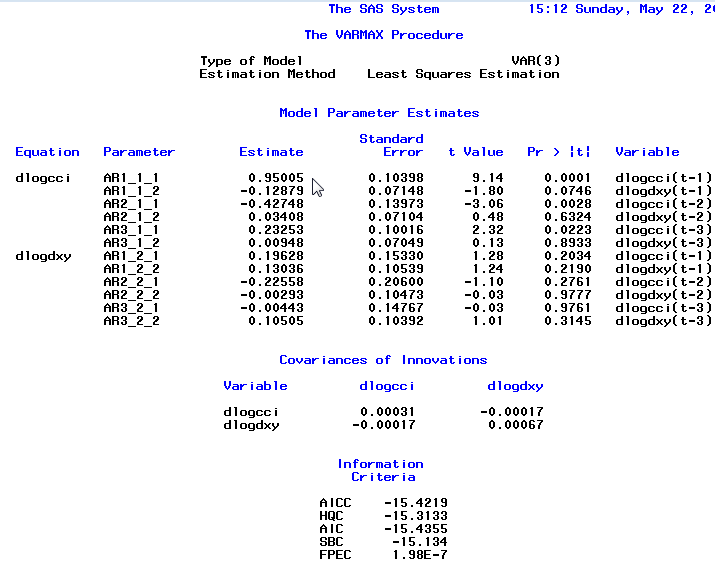 The SAS System 15:12 Sunday, May 22,
The VARMAX Procedure
Type of Model VAR(3)
Estimation Method Least Squares Estimation
Model Parameter Estimates
Standard
Equation Parameter Estimate Error t Value Pr > |t| Variable
dlogcci AR1_1_1 0.95005 0.10398 9.14 0.0001 dlogcci(t-1)
AR1_1_2 -0.12879 0.07148 -1.80 0.0746 dlogdxy(t-1)
AR2_1_1 -0.42748 0.13973 -3.06 0.0028 dlogcci(t-2)
AR2_1_2 0.03408 0.07104 0.48 0.6324 dlogdxy(t-2)
AR3_1_1 0.23253 0.10016 2.32 0.0223 dlogcci(t-3)
AR3_1_2 0.00948 0.07049 0.13 0.8933 dlogdxy(t-3)
dlogdxy AR1_2_1 0.19628 0.15330 1.28 0.2034 dlogcci(t-1)
AR1_2_2 0.13036 0.10539 1.24 0.2190 dlogdxy(t-1)
AR2_2_1 -0.22558 0.20600 -1.10 0.2761 dlogcci(t-2)
AR2_2_2 -0.00293 0.10473 -0.03 0.9777 dlogdxy(t-2)
AR3_2_1 -0.00443 0.14767 -0.03 0.9761 dlogcci(t-3)
AR3_2_2 0.10505 0.10392 1.01 0.3145 dlogdxy(t-3)
Covariances of Innovations
Variable dlogcci dlogdxy
dlogcci 0.00031 -0.00017
dlogdxy -0.00017 0.00067
Information
Criteria
AICC -15.4219
HQC -15.3133
AIC -15.4355
SBC -15.134
FPEC 1.98E-7